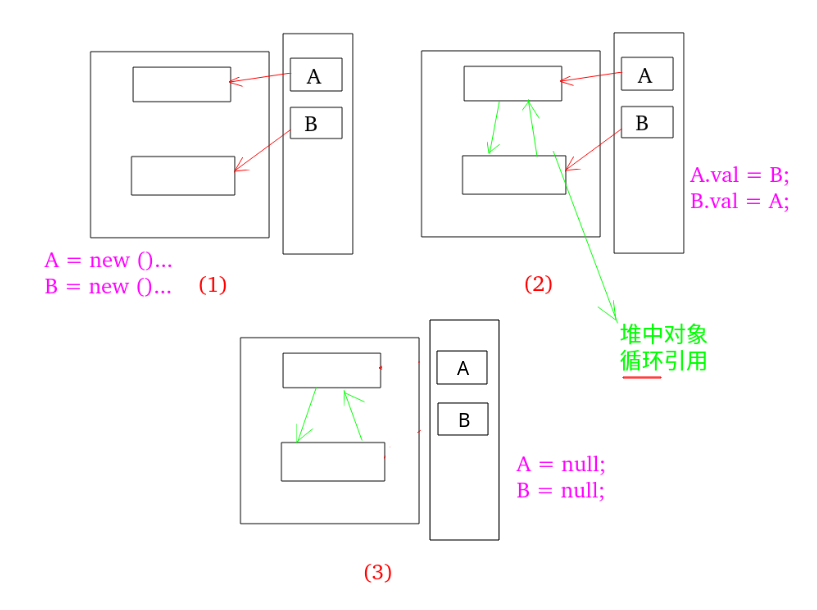 A
B
A = new ()...
B = new ()...
(1)
A
B
A.val = B;
B.val = A;
(2)
堆中对象
循环引用
A
B
A = null;
B = null;
(3)